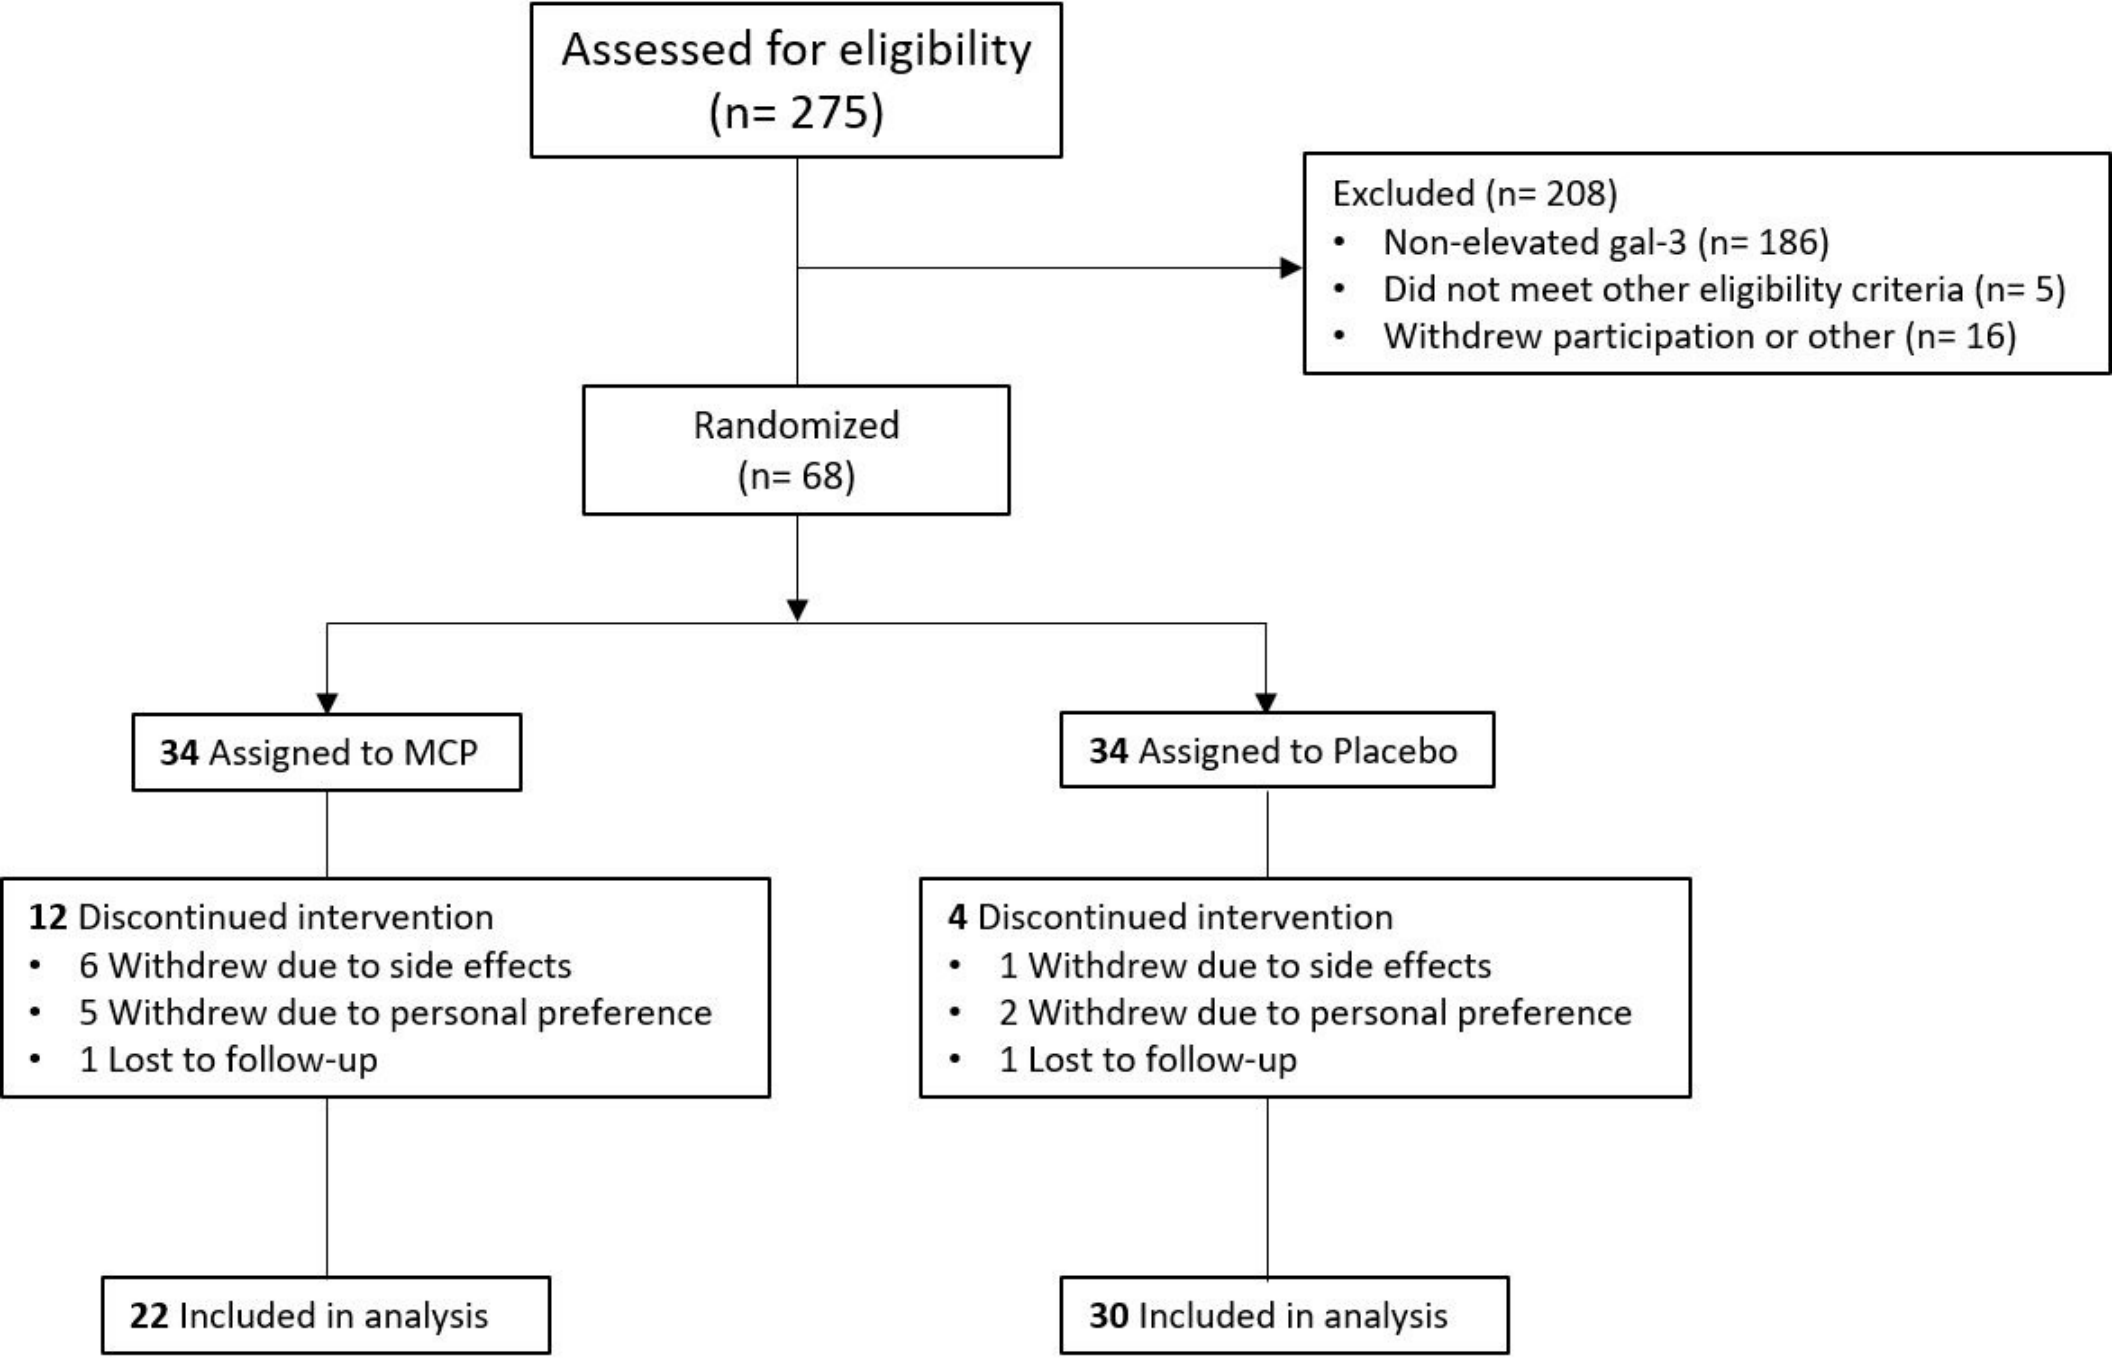 Assessed for eligibility
(n= 275)
Excluded (n= 208)
• Non-elevated gal-3 (n= 186)
• Did not meet other eligibility criteria (n= 5)
• Withdrew participation or other (n= 16)
Randomized
(n= 68)
34 Assigned to MCP
34 Assigned to Placebo
12 Discontinued intervention
• 6 Withdrew due to side effects
• 5 Withdrew due to personal preference
• 1 Lost to follow-up
4 Discontinued intervention
• 1 Withdrew due to side effects
• 2 Withdrew due to personal preference
• 1 Lost to follow-up
22 Included in analysis
30 Included in analysis